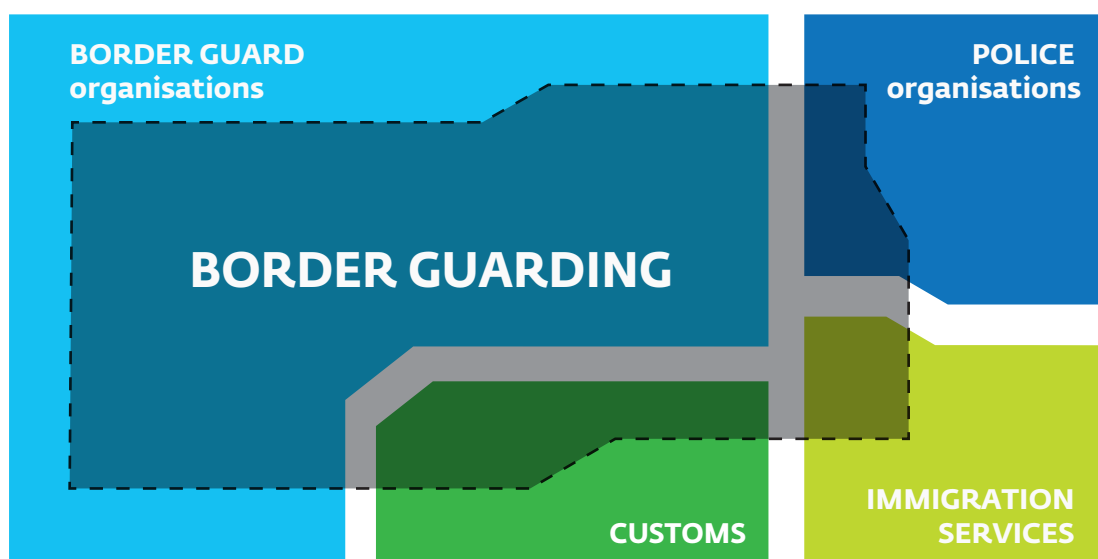 BORDER GUARD
organisations
POLICE
organisations
BORDER GUARDING
CUSTOMS
IMMIGRATION
SERVICES